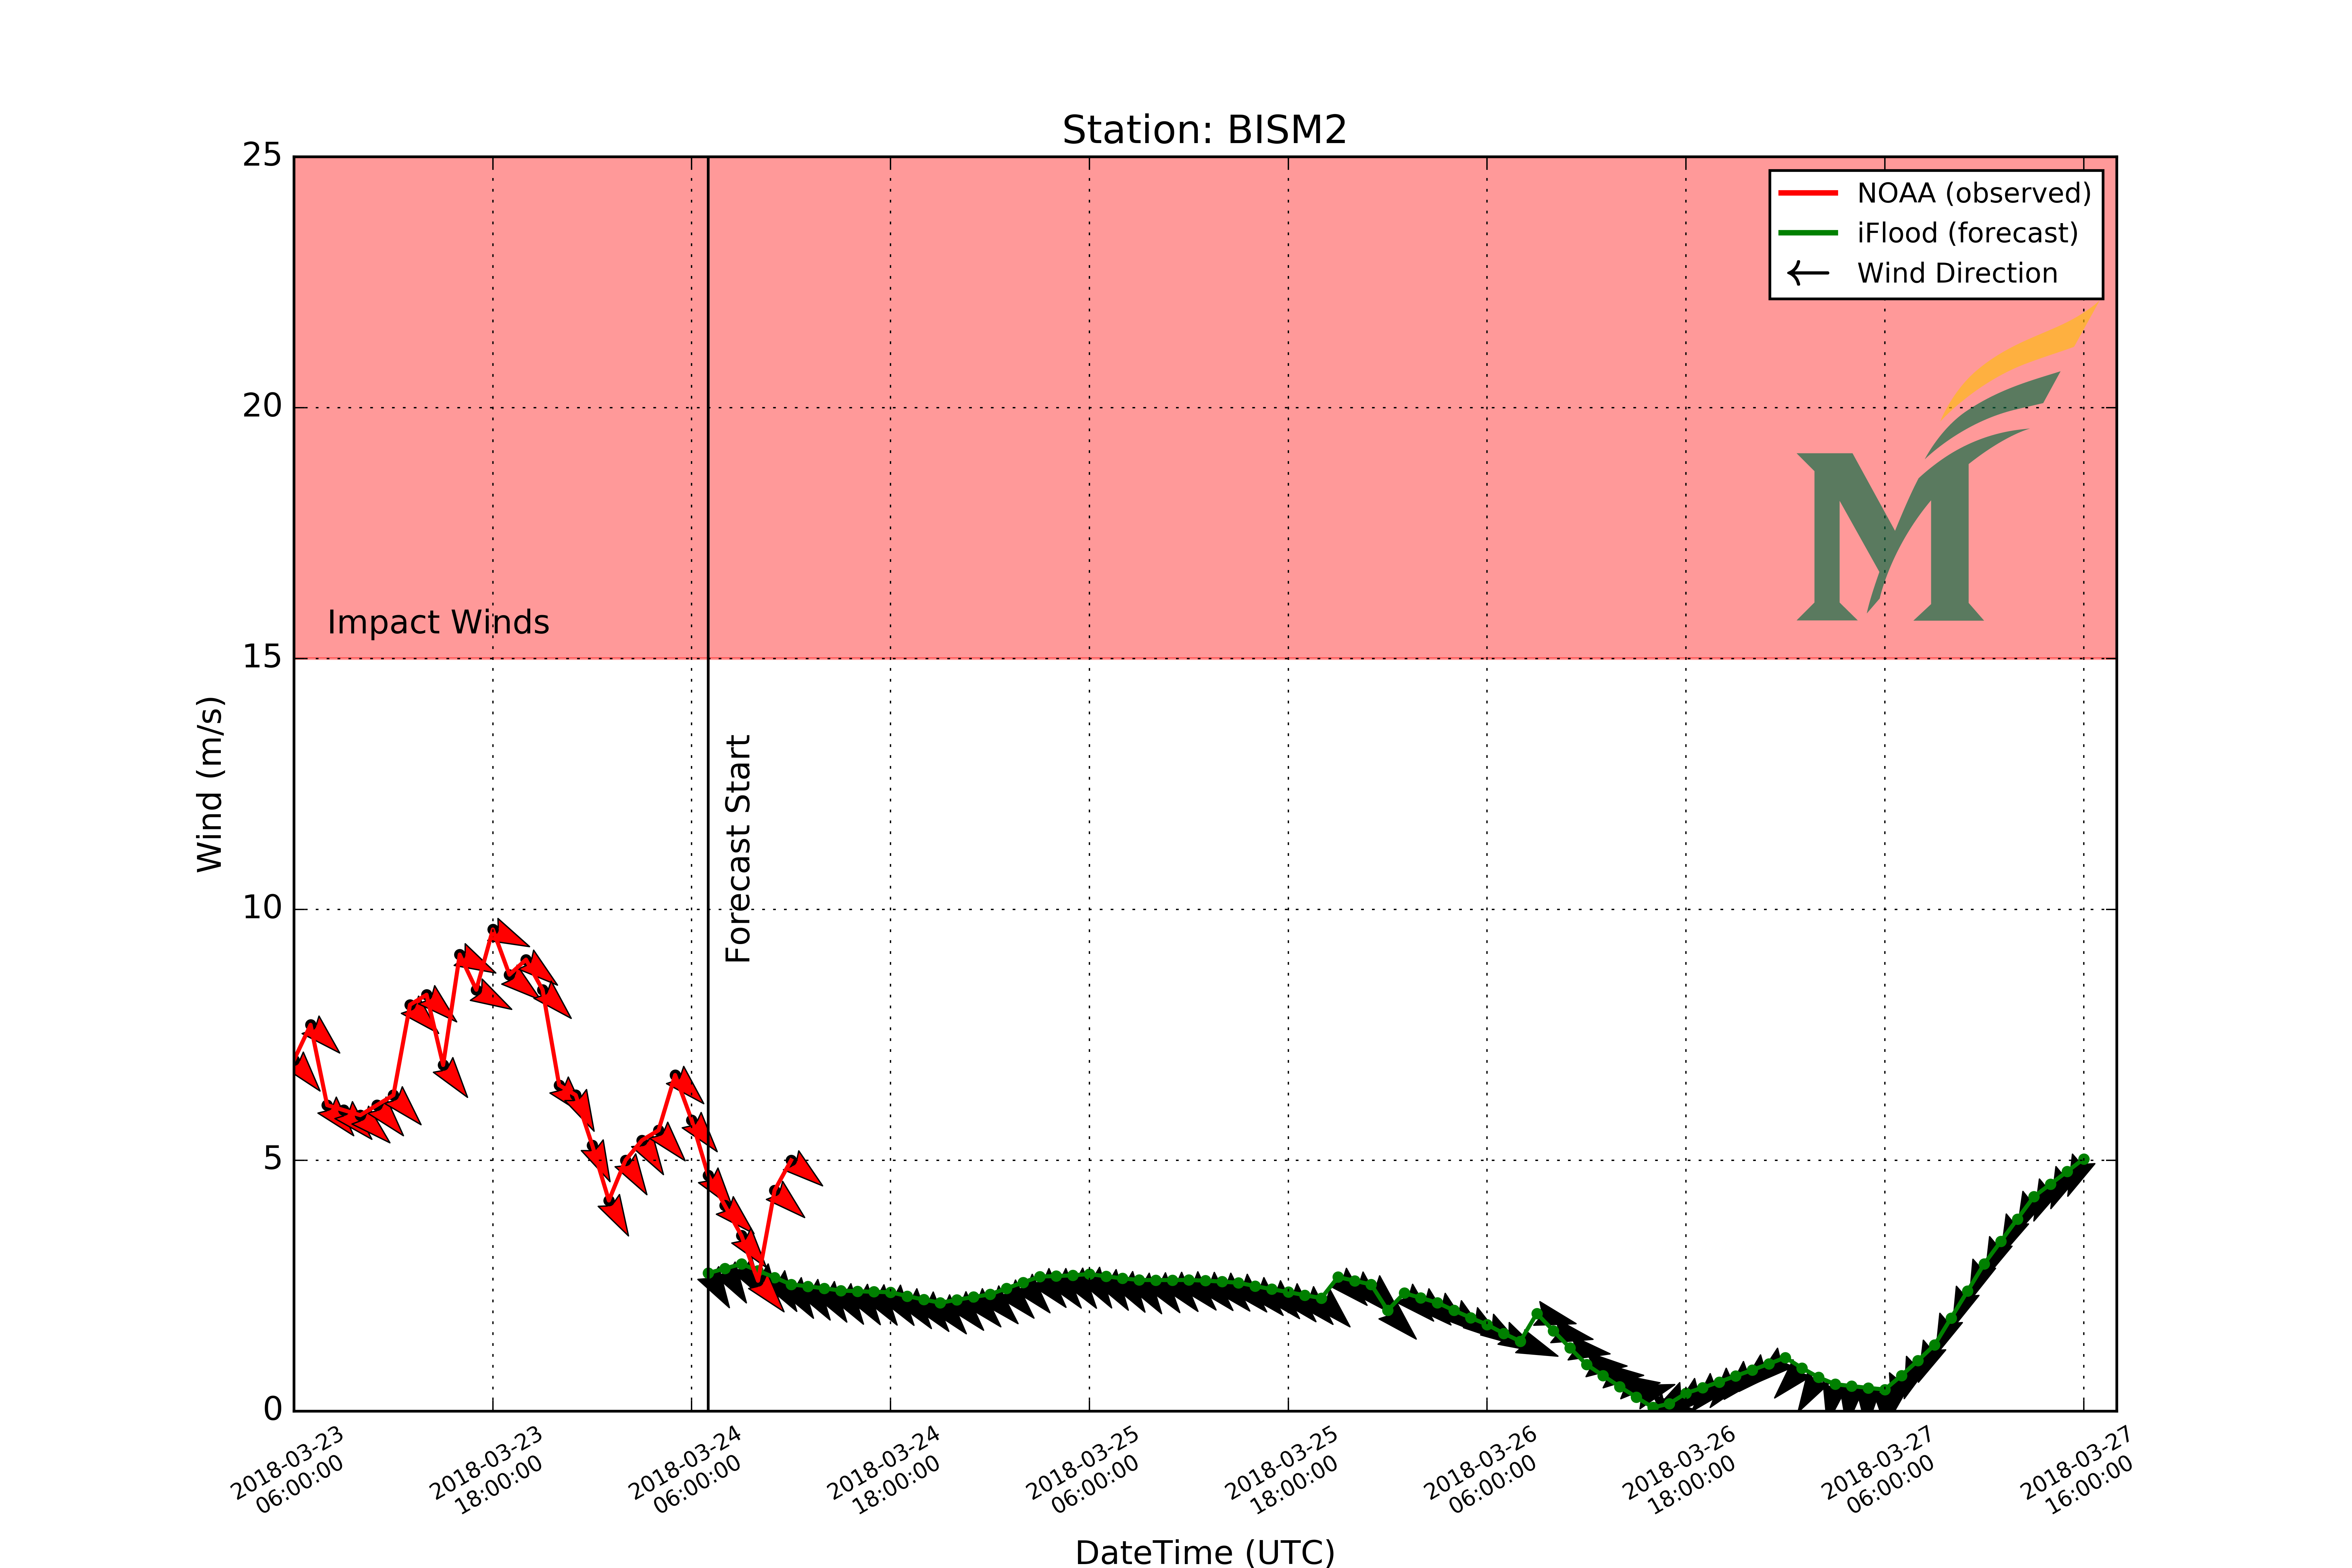 Station: BISM2
25
20
15
10
5
0
Wind (m/s)
NOAA (observed)
iFlood (forecast)
Wind Direction
M
Impact Winds
Forecast Start
2018-03-23
06:00:00
2018-03-23
18:00:00
2018-03-24
06:00:00
2018-03-24
18:00:00
2018-03-25
06:00:00
2018-03-25
18:00:00
2018-03-26
06:00:00
2018-03-26
18:00:00
2018-03-27
06:00:00
2018-03-27
16:00:00
DateTime (UTC)